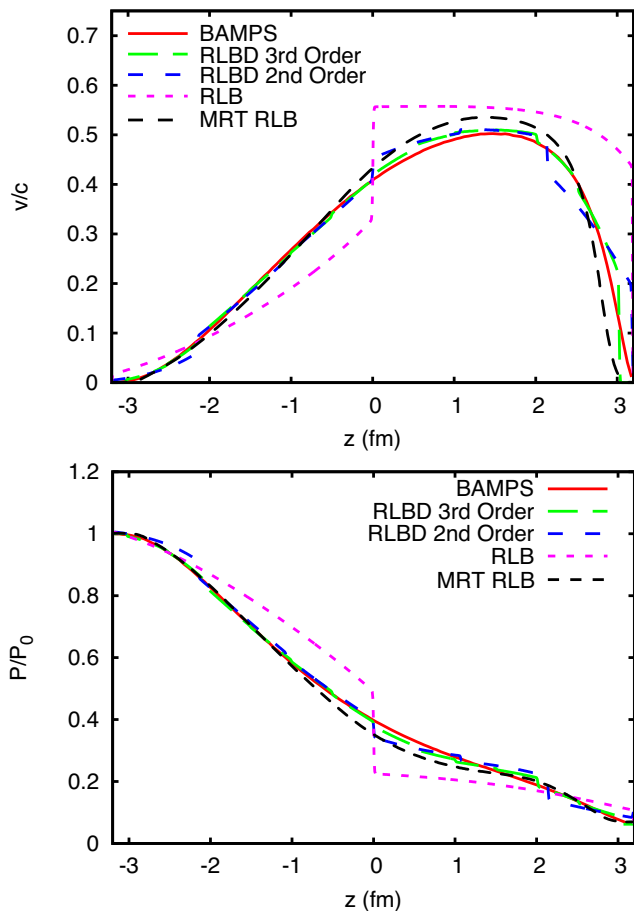 0.7
BAMPS
RLBD 3rd Order
RLBD 2nd Order
RLB
MRT RLB
0.6
0.5
0.4
0.3
0.2
0.1
0
v/c
-3 -2 -1 0 1 2 3
z (fm)
1.2
BAMPS
RLBD 3rd Order
RLBD 2nd Order
RLB
MRT RLB
1
0.8
0.6
0.4
0.2
0
P/P0
-3 -2 -1 0 1 2 3
z (fm)